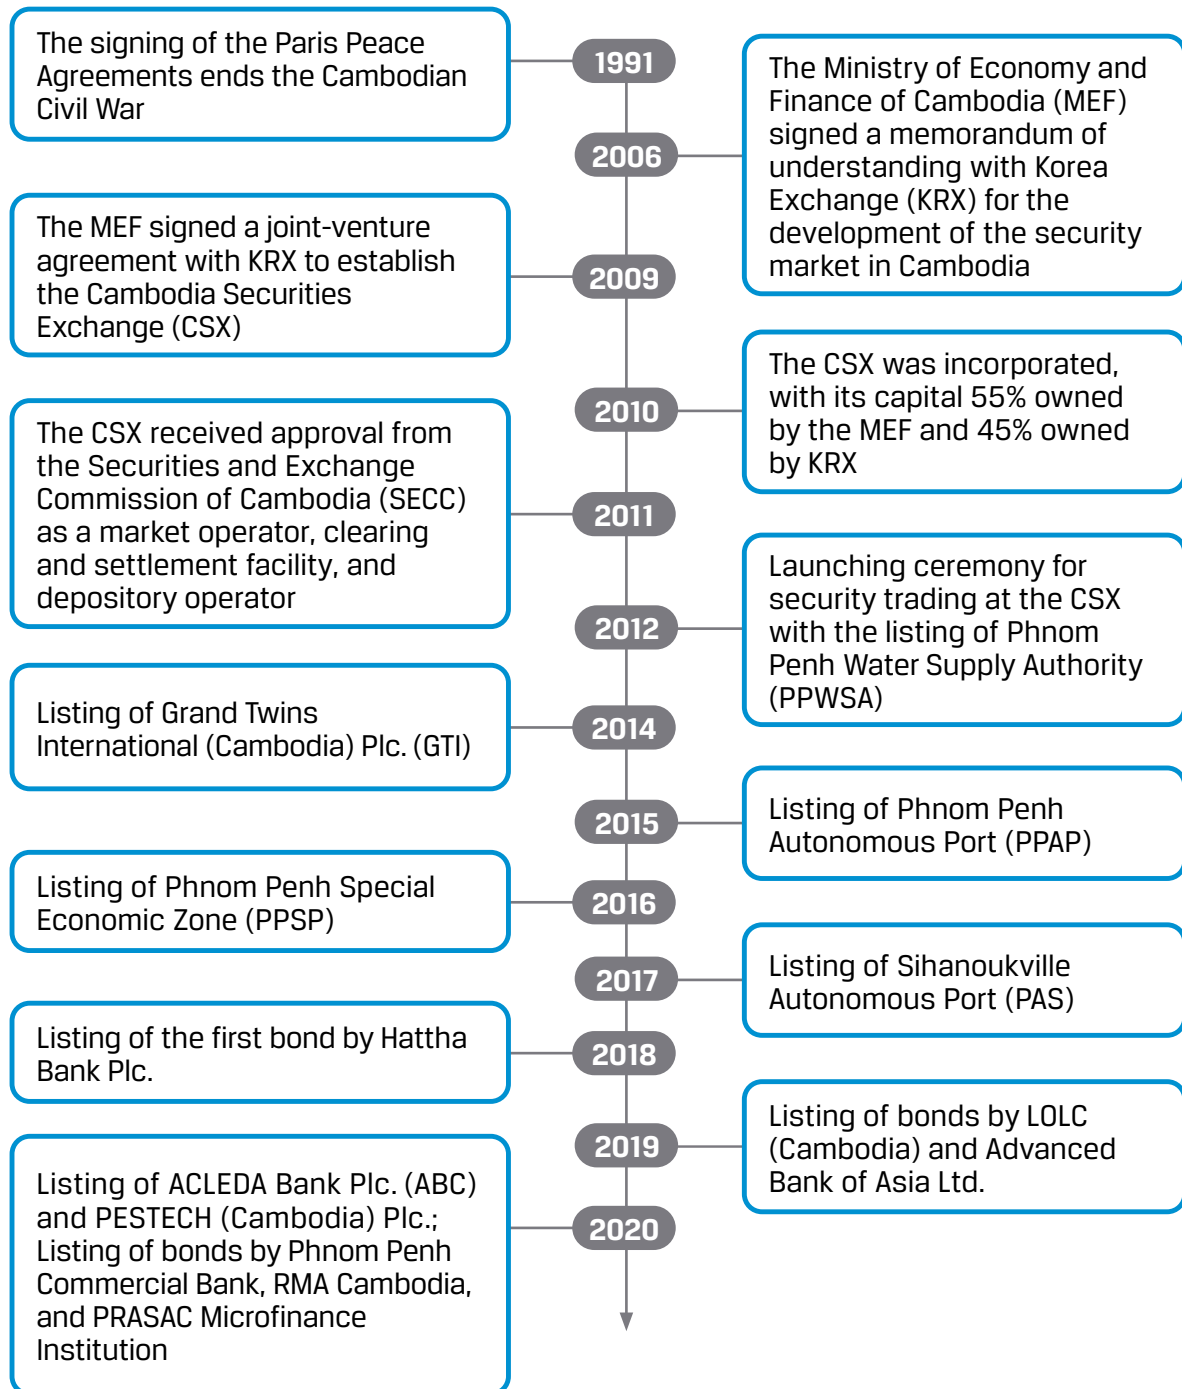 The signing of the Paris Peace
Agreements ends the Cambodian
Civil War
1991
The Ministry of Economy and
Finance of Cambodia (MEF)
signed a memorandum of
understanding with Korea
Exchange (KRX) for the
development of the security
market in Cambodia
2006
The MEF signed a joint-venture
agreement with KRX to establish
the Cambodia Securities
Exchange (CSX)
2009
The CSX was incorporated,
with its capital 55% owned
by the MEF and 45% owned
by KRX
2010
The CSX received approval from
the Securities and Exchange
Commission of Cambodia (SECC)
as a market operator, clearing
and settlement facility, and
depository operator
2011
Launching ceremony for
security trading at the CSX
with the listing of Phnom
Penh Water Supply Authority
(PPWSA)
2012
Listing of Grand Twins
International (Cambodia) Plc. (GTI)
2014
Listing of Phnom Penh
Autonomous Port (PPAP)
2015
Listing of Phnom Penh Special
Economic Zone (PPSP)
2016
Listing of Sihanoukville
Autonomous Port (PAS)
2017
Listing of the first bond by Hattha
Bank Plc.
2018
Listing of bonds by LOLC
(Cambodia) and Advanced
Bank of Asia Ltd.
2019
Listing of ACLEDA Bank Plc. (ABC)
and PESTECH (Cambodia) Plc.;
Listing of bonds by Phnom Penh
Commercial Bank, RMA Cambodia,
and PRASAC Microfinance
Institution
2020